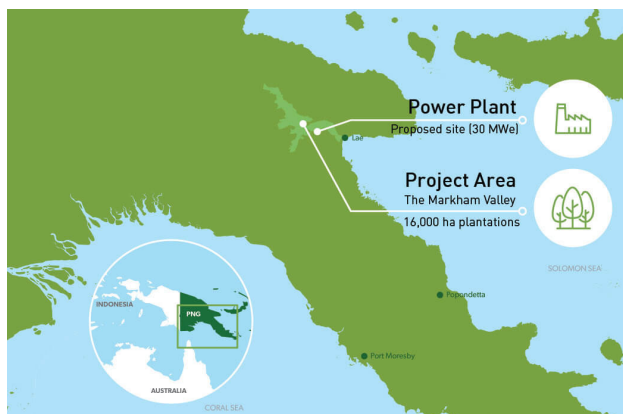 Power Plant
Proposed site (30 MWe)
Lae
Project Area
The Markham Valley
16,000 ha plantations
SOLOMON SEA
INDONESIA
PNG
Popondetta
Port Moresby
AUSTRALIA
CORAL SEA